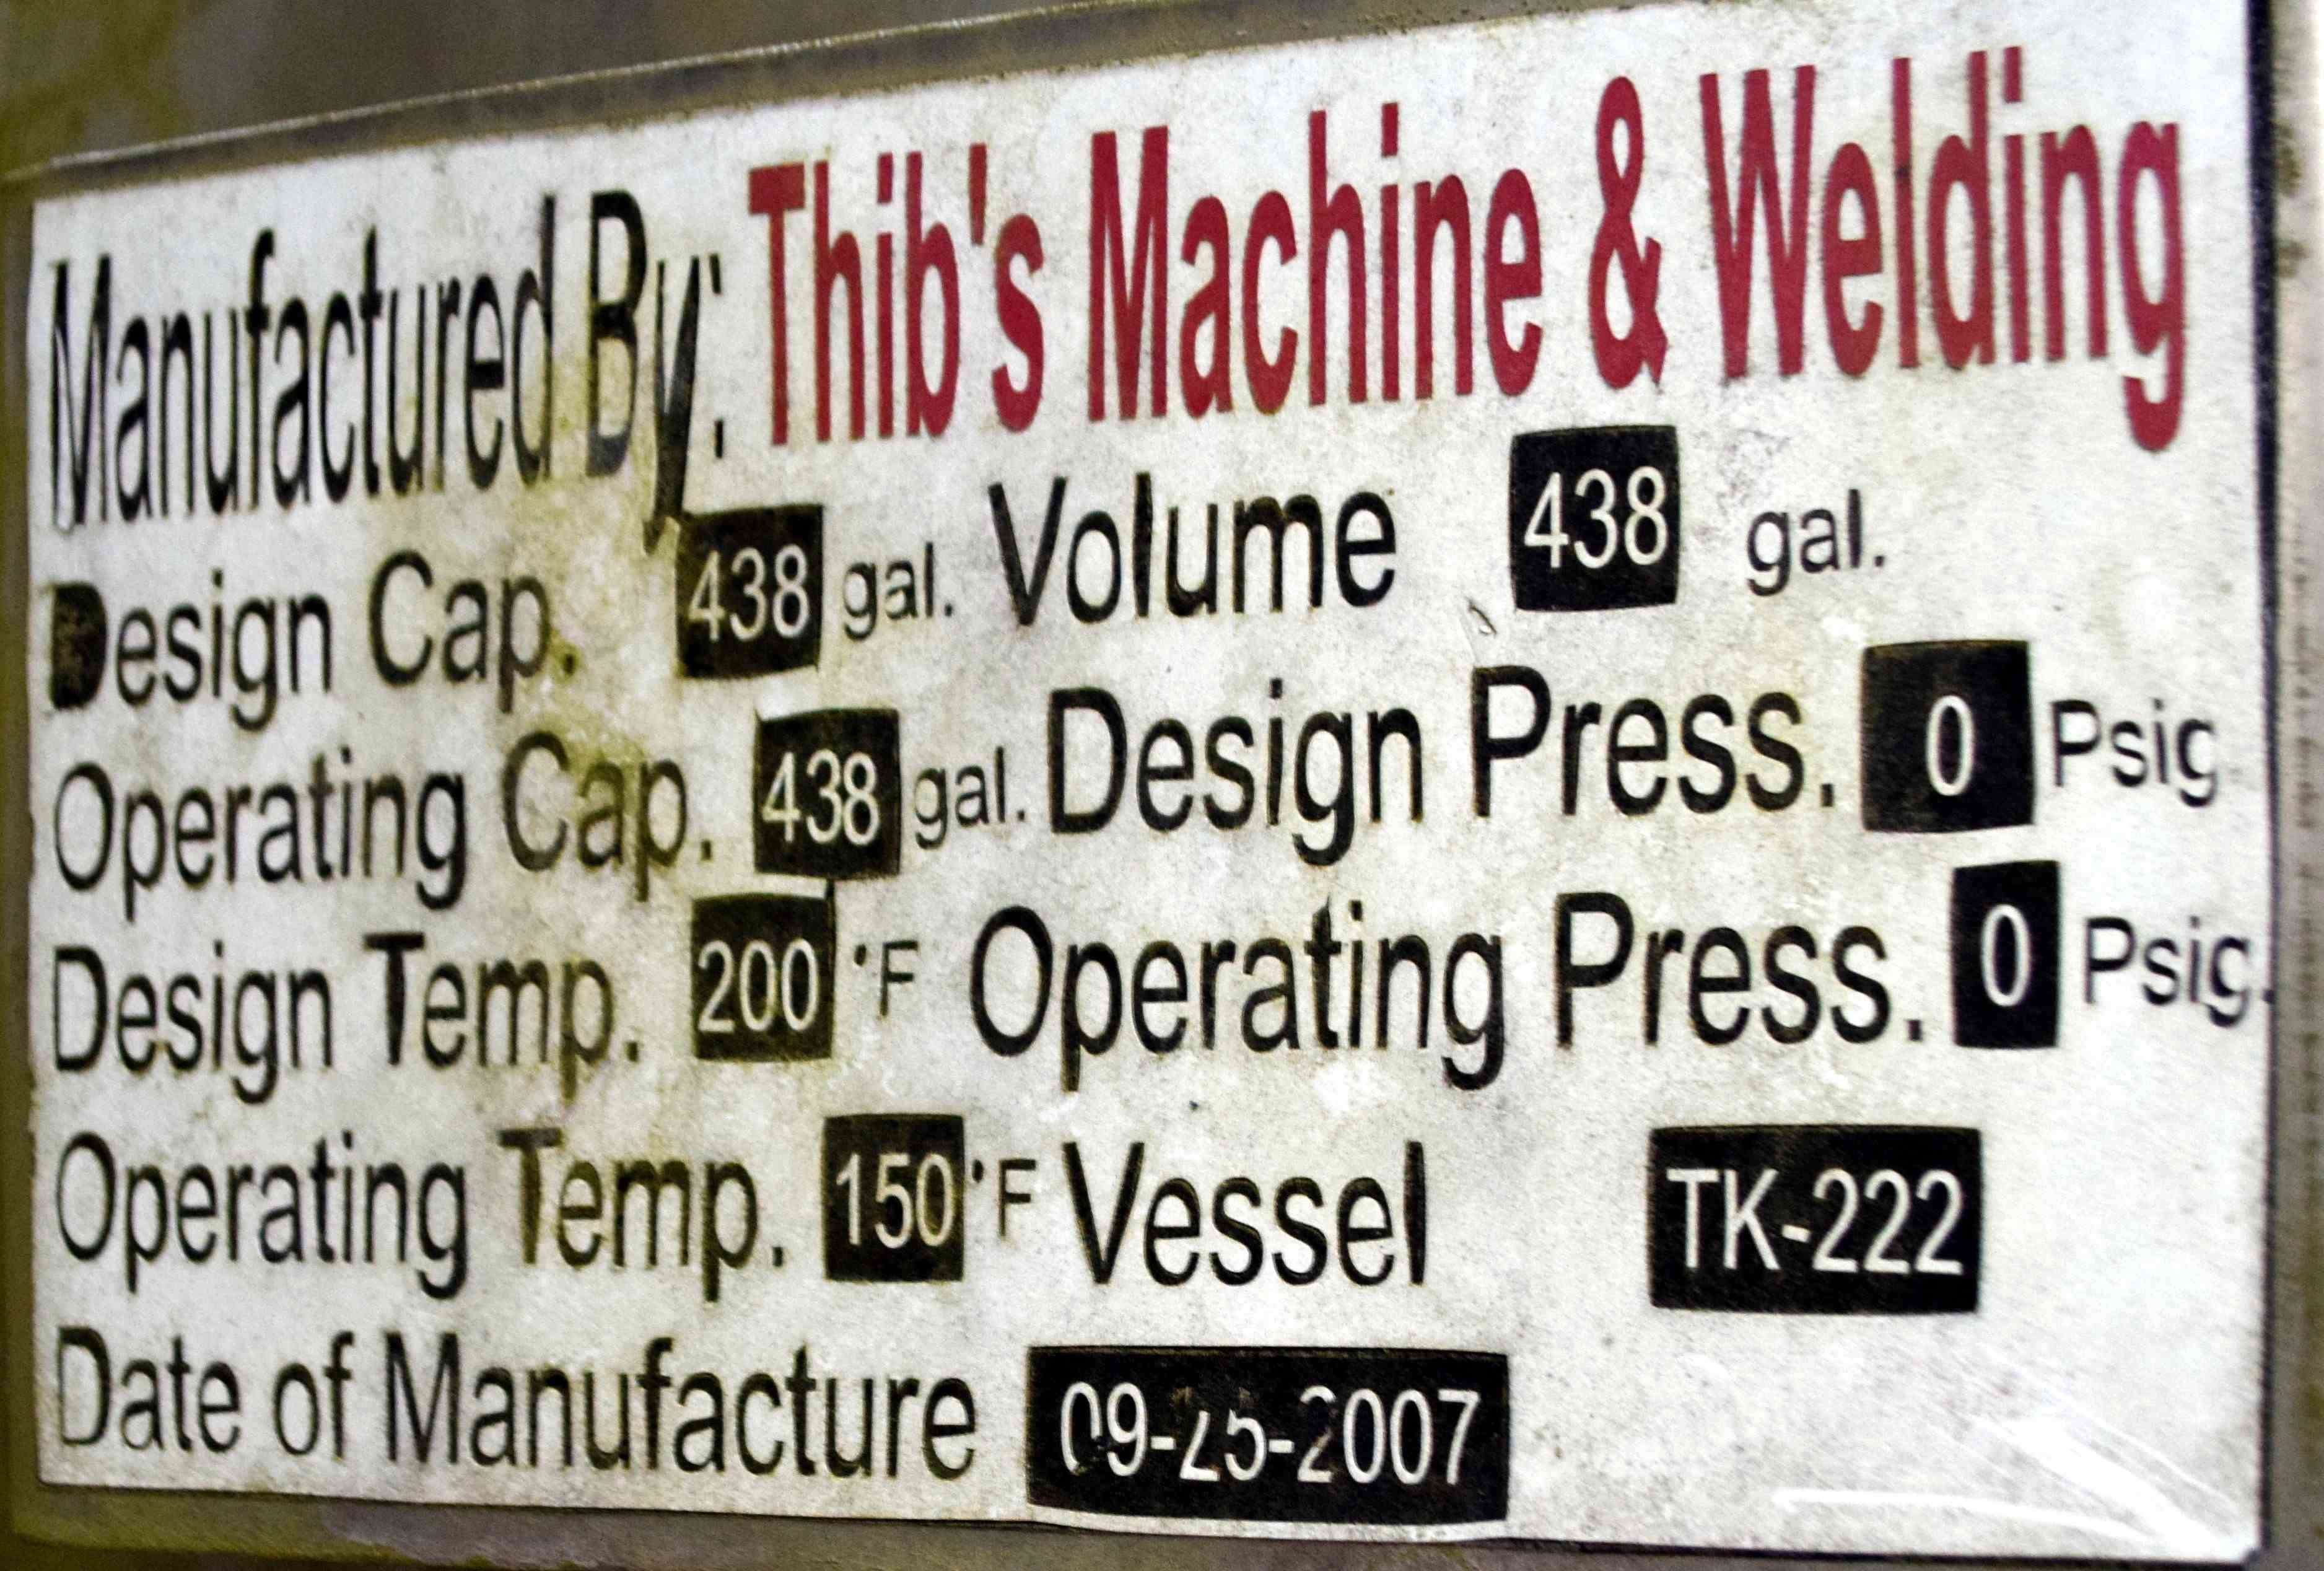 Manufactured By: Thib's Machine & Welding
Design Cap. 438 gal. Volume 438 gal.
Operating Cap. 438 gal. Design Press. 0 Psig
Design Temp. 200 °F Operating Press. 0 Psig.
Operating Temp. 150 °F Vessel TK-222
Date of Manufacture 09-25-2007